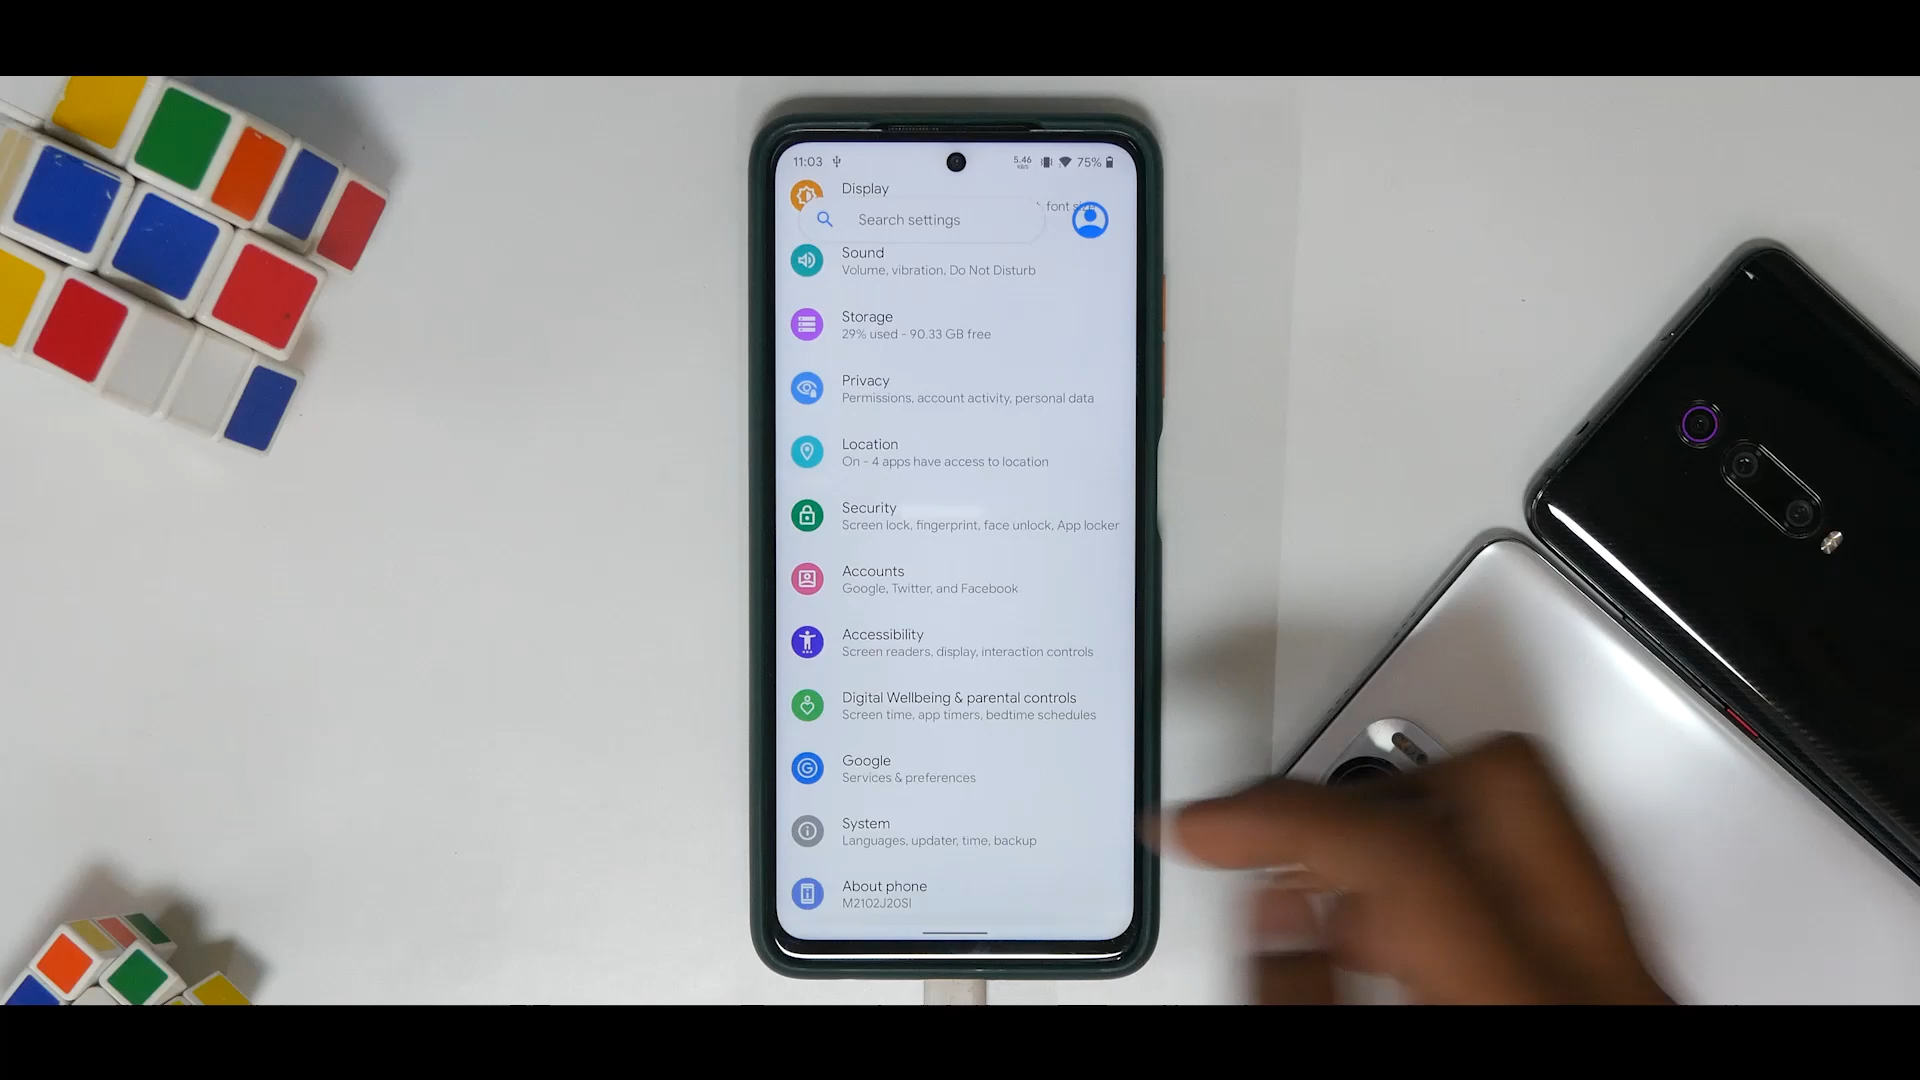 11:03
5.46
KB/S
75%
Display
font
Search settings
Sound
Volume, vibration, Do Not Disturb
Storage
29% used - 90.33 GB free
Privacy
Permissions, account activity, personal data
Location
On - 4 apps have access to location
Security
Screen lock, fingerprint, face unlock, App locker
Accounts
Google, Twitter, and Facebook
Accessibility
Screen readers, display, interaction controls
Digital Wellbeing & parental controls
Screen time, app timers, bedtime schedules
Google
Services & preferences
System
Languages, updater, time, backup
About phone
M2102J20SI